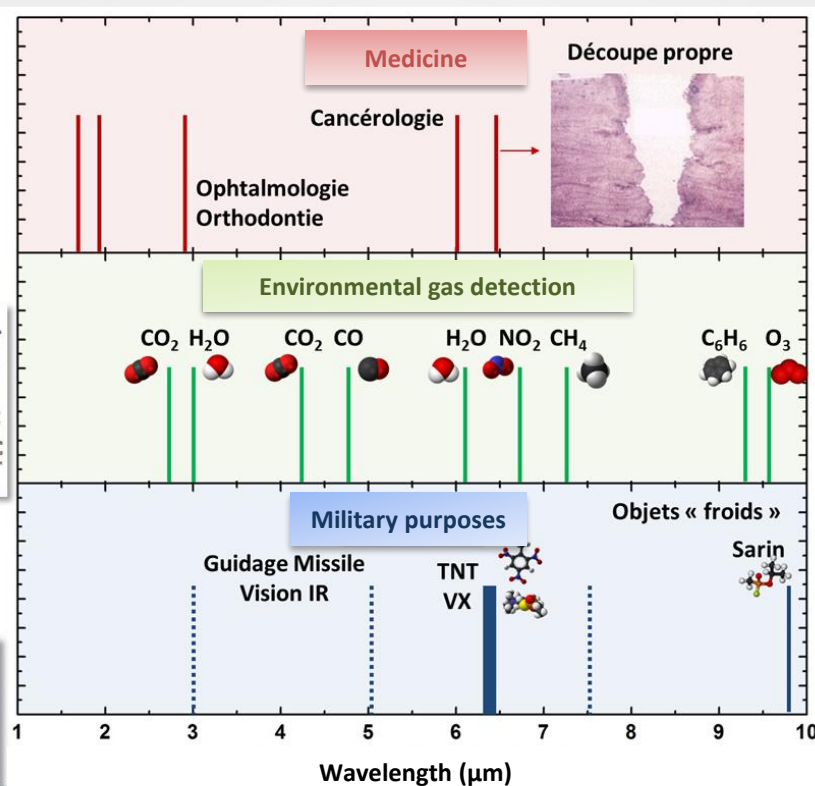 Medicine
Découpe propre
Cancérologie
Ophtalmologie
Orthodontie
Environmental gas detection
CO₂ H₂O CO₂ CO H₂O NO₂ CH₄ C₆H₆ O₃
Military purposes
Objets « froids »
Guidage Missile
Vision IR
TNT
VX
Sarin
1 2 3 4 5 6 7 8 9 10
Wavelength (µm)